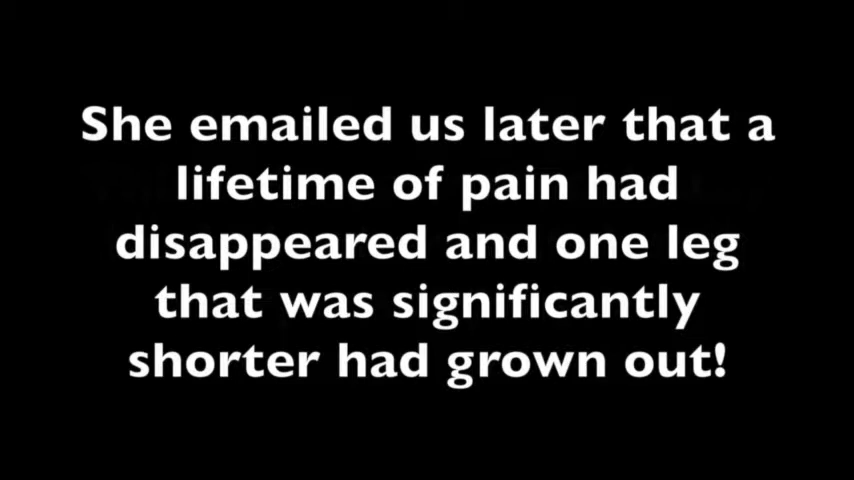 She emailed us later that a
lifetime of pain had
disappeared and one leg
that was significantly
shorter had grown out!